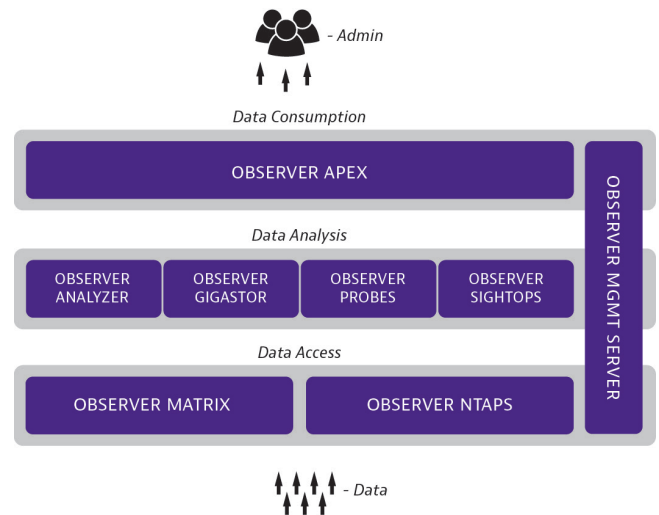 - Admin
Data Consumption
OBSERVER APEX
OBSERVER MGMT SERVER
Data Analysis
OBSERVER
ANALYZER
OBSERVER
GIGASTOR
OBSERVER
PROBES
OBSERVER
SIGHTOPS
Data Access
OBSERVER MATRIX
OBSERVER NTAPS
- Data